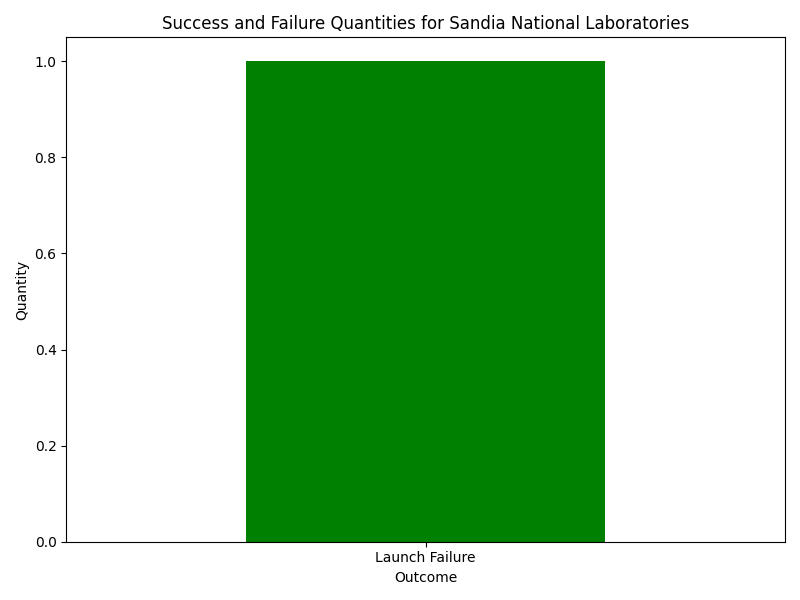 Success and Failure Quantities for Sandia National Laboratories
Quantity
1.0
0.8
0.6
0.4
0.2
0.0
Launch Failure
Outcome